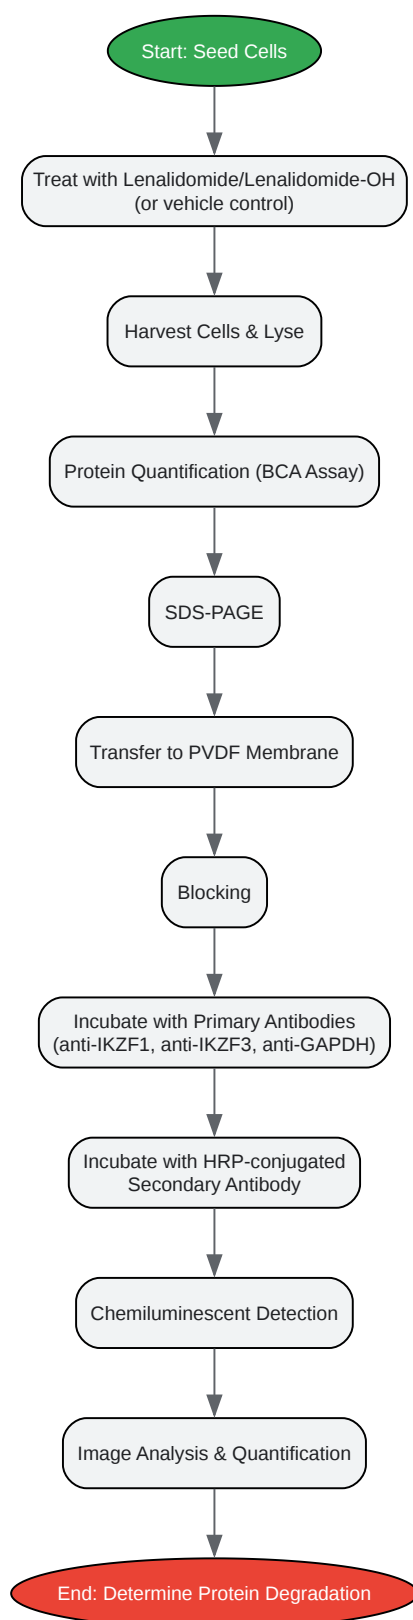 Start: Seed Cells
Treat with Lenalidomide/Lenalidomide-OH
(or vehicle control)
Harvest Cells & Lyse
Protein Quantification (BCA Assay)
SDS-PAGE
Transfer to PVDF Membrane
Blocking
Incubate with Primary Antibodies
(anti-IKZF1, anti-IKZF3, anti-GAPDH)
Incubate with HRP-conjugated
Secondary Antibody
Chemiluminescent Detection
Image Analysis & Quantification
End: Determine Protein Degradation